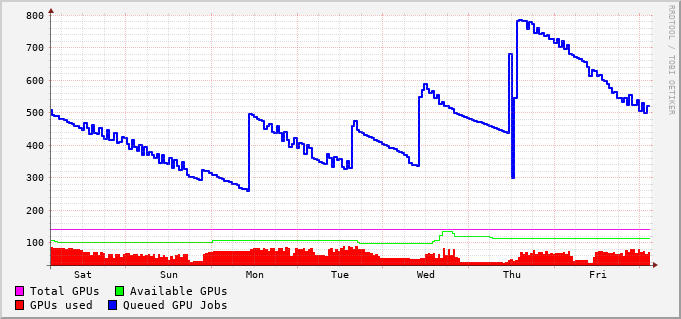 800
700
600
500
400
300
200
100
Sat Sun Mon Tue Wed Thu Fri
Total GPUs Available GPUs
GPUs used Queued GPU Jobs
RRDTOOL / TOBI OETIKER